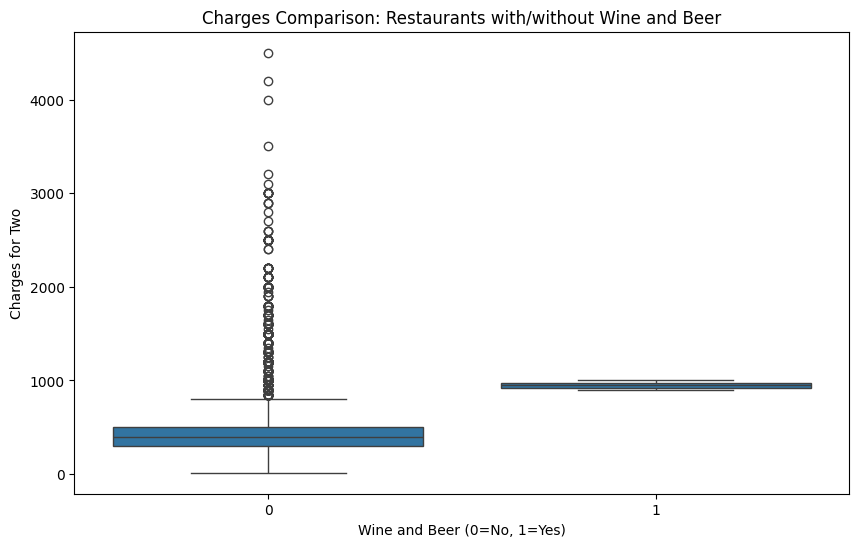 Charges Comparison: Restaurants with/without Wine and Beer
Charges for Two
4000
3000
2000
1000
0
0
1
Wine and Beer (0=No, 1=Yes)